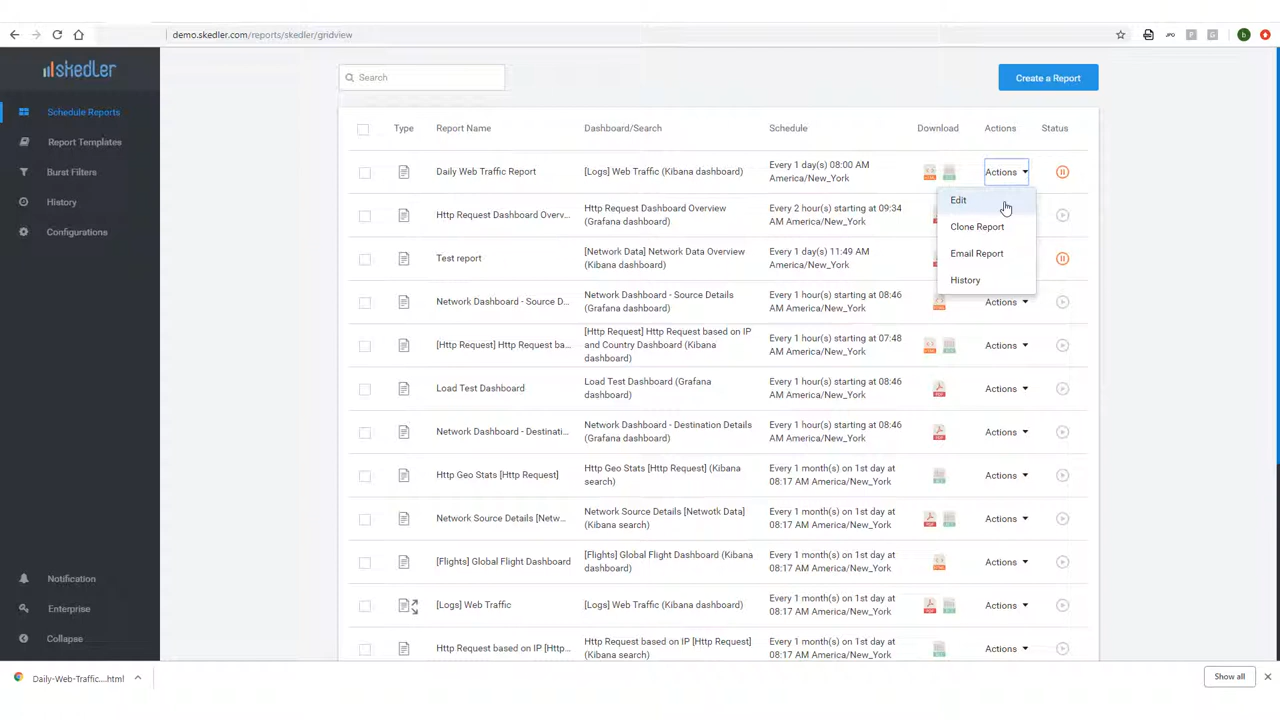 demo.skedler.com/reports/skedler/gridview
skedler
Search
Create a Report
Schedule Reports
Report Templates
Burst Filters
History
Configurations
Notification
Enterprise
Collapse
Type Report Name Dashboard/Search Schedule Download Actions Status
Daily Web Traffic Report [Logs] Web Traffic (Kibana dashboard) Every 1 day(s) 08:00 AM
America/New_York
Actions
Edit
Clone Report
Email Report
History
Http Request Dashboard Overv... Http Request Dashboard Overview
(Grafana dashboard)
Every 2 hour(s) starting at 09:34
AM America/New_York
Test report [Network Data] Network Data Overview
(Kibana dashboard)
Every 1 day(s) 11:49 AM
America/New_York
Network Dashboard - Source D... Network Dashboard - Source Details
(Grafana dashboard)
Every 1 hour(s) starting at 08:46
AM America/New_York
Actions
[Http Request] Http Request ba... [Http Request] Http Request based on IP
and Country Dashboard (Kibana
dashboard)
Every 1 hour(s) starting at 07:48
AM America/New_York
Actions
Load Test Dashboard Load Test Dashboard (Grafana
dashboard)
Every 1 hour(s) starting at 08:46
AM America/New_York
Actions
Network Dashboard - Destinati... Network Dashboard - Destination Details
(Grafana dashboard)
Every 1 hour(s) starting at 08:46
AM America/New_York
Actions
Http Geo Stats [Http Request] Http Geo Stats [Http Request] (Kibana
search)
Every 1 month(s) on 1st day at
08:17 AM America/New_York
Actions
Network Source Details [Netw... Network Source Details [Netwotk Data]
(Kibana search)
Every 1 month(s) on 1st day at
08:17 AM America/New_York
Actions
[Flights] Global Flight Dashboard [Flights] Global Flight Dashboard (Kibana
dashboard)
Every 1 month(s) on 1st day at
08:17 AM America/New_York
Actions
[Logs] Web Traffic [Logs] Web Traffic (Kibana dashboard) Every 1 month(s) on 1st day at
08:17 AM America/New_York
Actions
Http Request based on IP [Http... Http Request based on IP [Http Request]
(Kibana search)
Every 1 month(s) on 1st day at
08:17 AM America/New_York
Actions
Daily-Web-Traffic....html
Show all